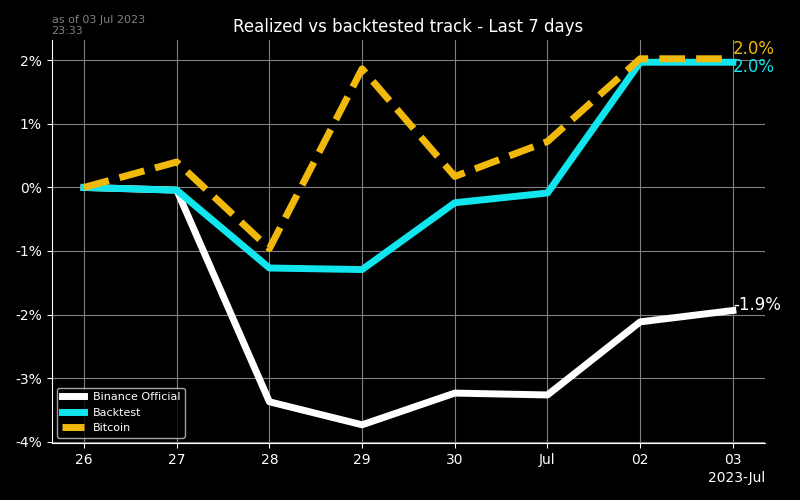 as of 03 Jul 2023
23:33
Realized vs backtested track - Last 7 days
2%
1%
0%
-1%
-2%
-3%
-4%
2.0%
2.0%
-1.9%
Binance Official
Backtest
Bitcoin
26 27 28 29 30 Jul 02 03
2023-Jul